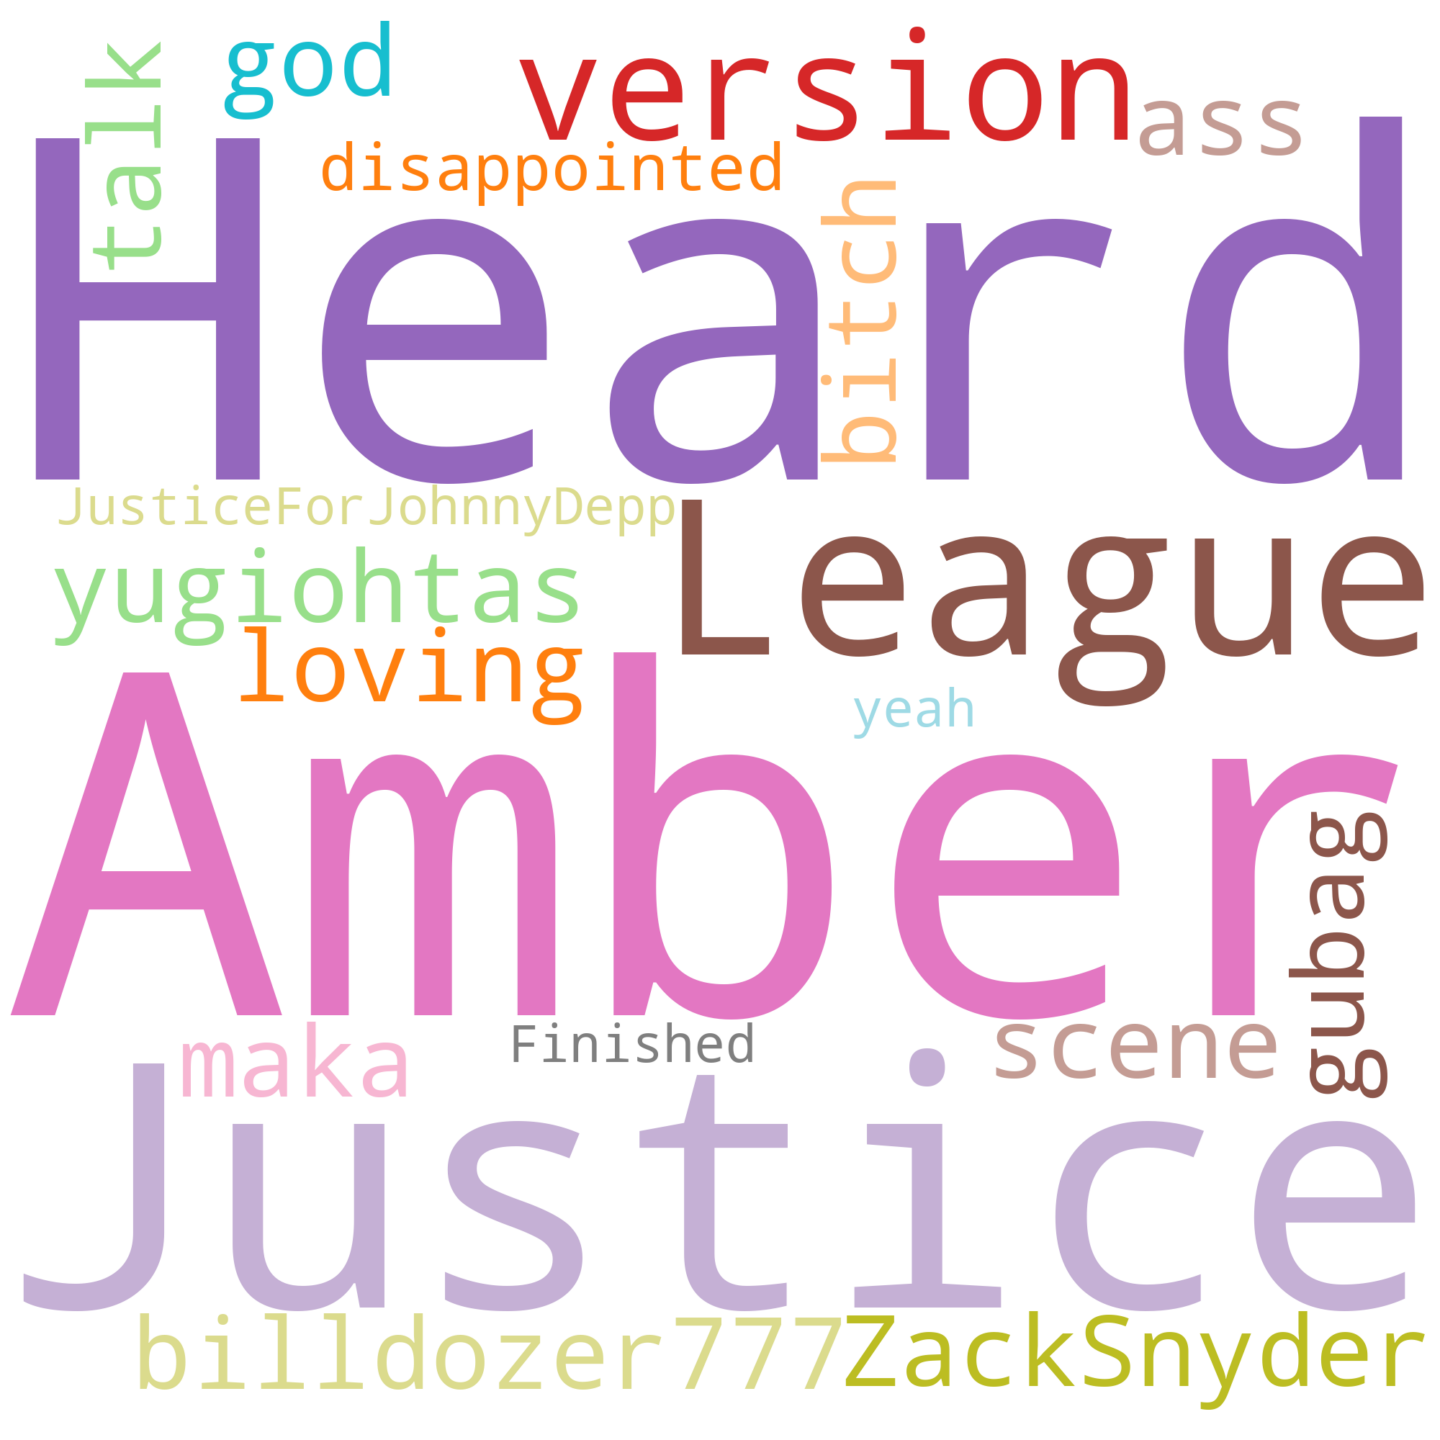 talk
god
version
ass
disappointed
Heard
bitch
JusticeForJohnnyDepp
League
yugiohtas
loving
yeah
Amber
gubag
maka
Finished
scene
Justice
billdozer777
ZackSnyder